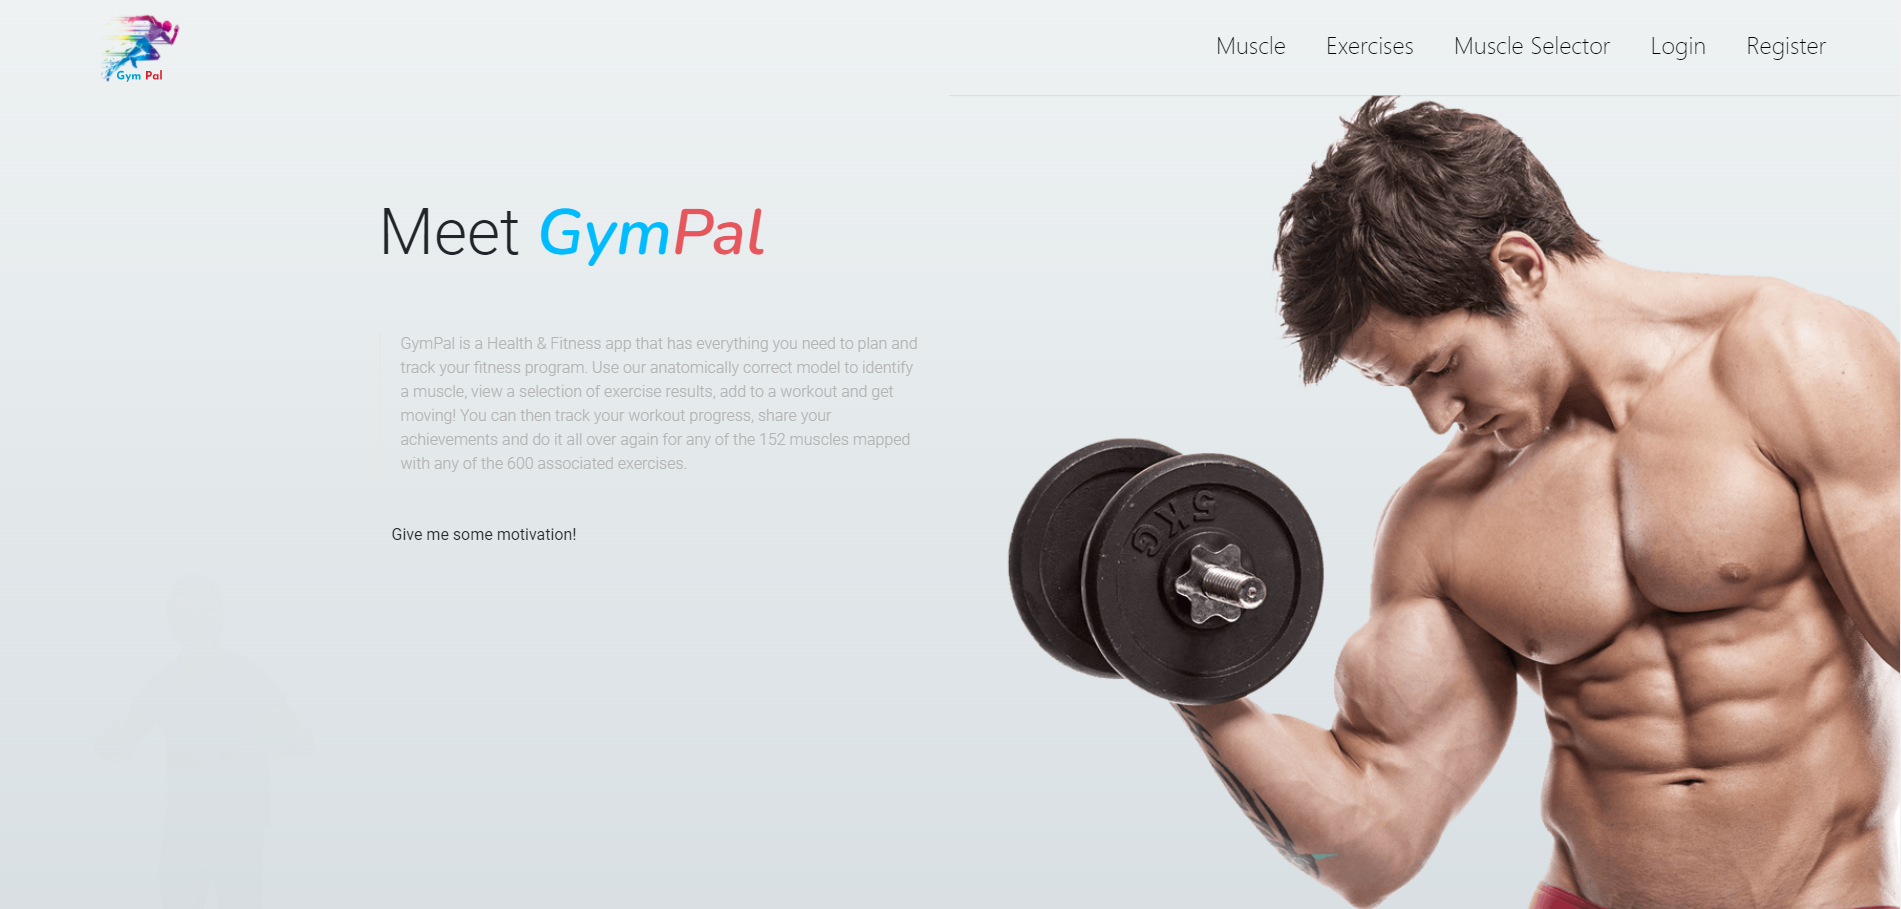 Gym Pal
Muscle Exercises Muscle Selector Login Register
Meet GymPal
GymPal is a Health & Fitness app that has everything you need to plan and
track your fitness program. Use our anatomically correct model to identify
a muscle, view a selection of exercise results, add to a workout and get
moving! You can then track your workout progress, share your
achievements and do it all over again for any of the 152 muscles mapped
with any of the 600 associated exercises.
Give me some motivation!
5KG